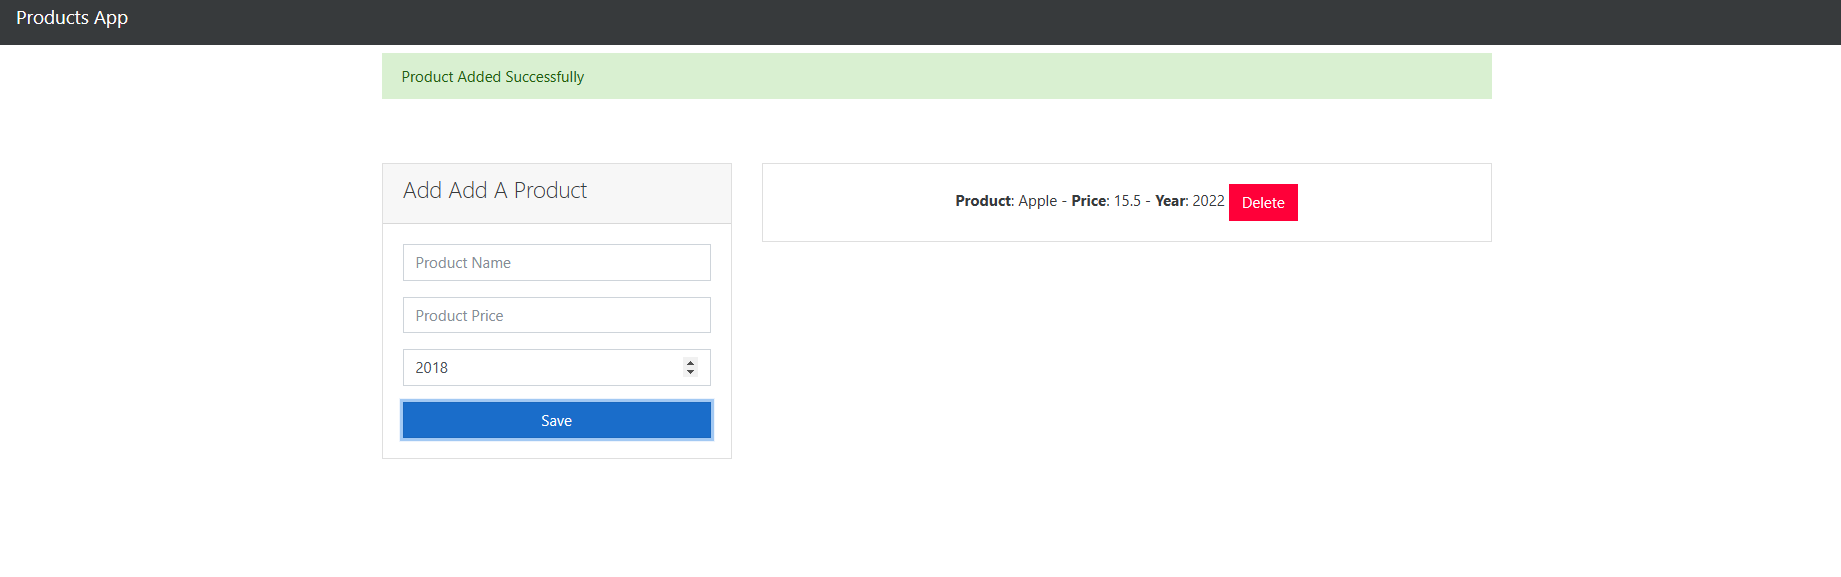 Products App
Product Added Successfully
Add Add A Product
Product Name
Product Price
2018
Save
Product: Apple - Price: 15.5 - Year: 2022 Delete